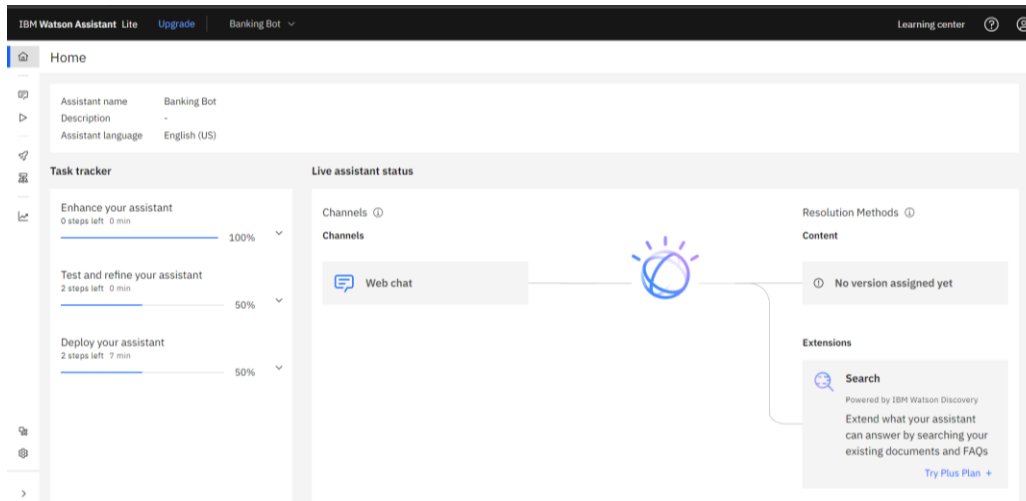 IBM Watson Assistant Lite Upgrade Banking Bot Learning center
Home
Assistant name Banking Bot
Description -
Assistant language English (US)
Task tracker
Enhance your assistant
0 steps left 0 min
100%
Test and refine your assistant
2 steps left 0 min
50%
Deploy your assistant
2 steps left 7 min
50%
Live assistant status
Channels
Channels
Web chat
Resolution Methods
Content
No version assigned yet
Extensions
Search
Powered by IBM Watson Discovery
Extend what your assistant
can answer by searching your
existing documents and FAQs
Try Plus Plan +